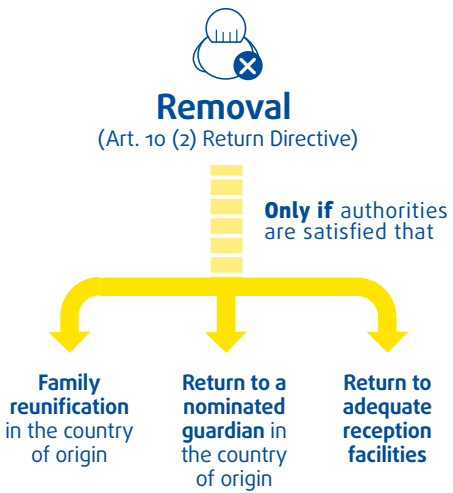 Removal
(Art. 10 (2) Return Directive)
Only if authorities
are satisfied that
Family
reunification
in the country
of origin
Return to a
nominated
guardian in
the country
of origin
Return to
adequate
reception
facilities